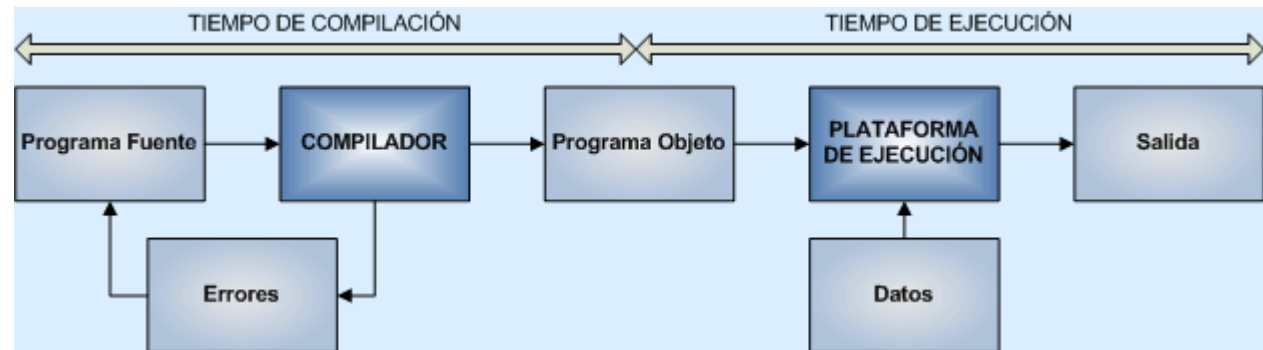 TIEMPO DE COMPILACIÓN
TIEMPO DE EJECUCIÓN
Programa Fuente
COMPILADOR
Programa Objeto
PLATAFORMA
DE EJECUCIÓN
Salida
Errores
Datos